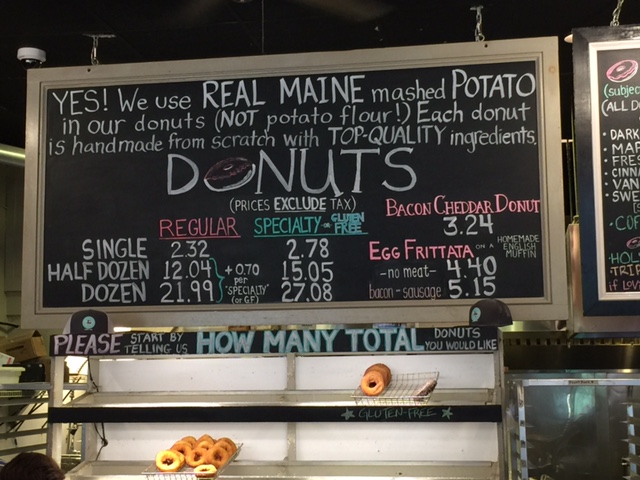 YES! We use REAL MAINE mashed POTATO
in our donuts (NOT potato flour!) Each donut
is handmade from scratch with TOP-QUALITY ingredients.
DONUTS
(PRICES EXCLUDE TAX)
REGULAR SPECIALTY OR GLUTEN FREE
SINGLE 2.32 2.78
HALF DOZEN 12.04 15.05
DOZEN 21.99 27.08
+ 0.70
per
"SPECIALTY"
(or GF)
BACON CHEDDAR DONUT
3.24
EGG FRITTATA ON A HOMEMADE ENGLISH MUFFIN
-no meat- 4.40
bacon - sausage 5.15
PLEASE START BY TELLING US HOW MANY TOTAL DONUTS YOU WOULD LIKE
★ GLUTEN-FREE ★
(ALL D